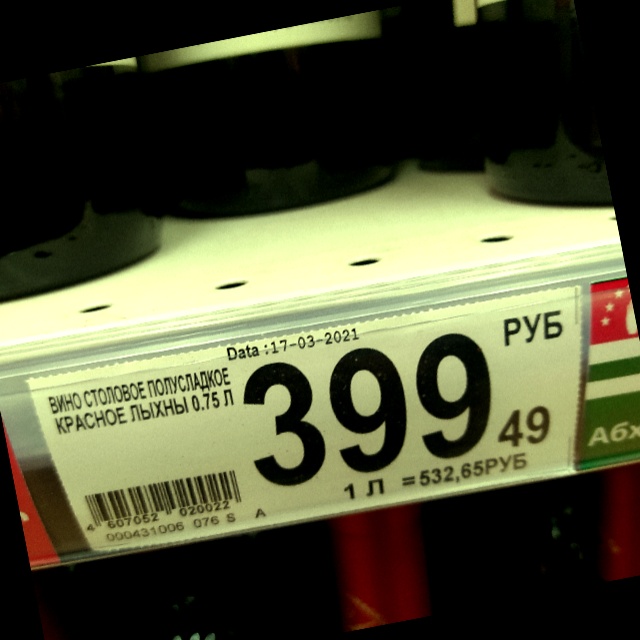 Data :17-03-2021
ВИНО СТОЛОВОЕ ПОЛУСЛАДКОЕ
КРАСНОЕ ЛЫХНЫ 0.75 Л
399
49
РУБ
1 Л =532,65РУБ
4 607052 020022
000431006 076 S A
Абх